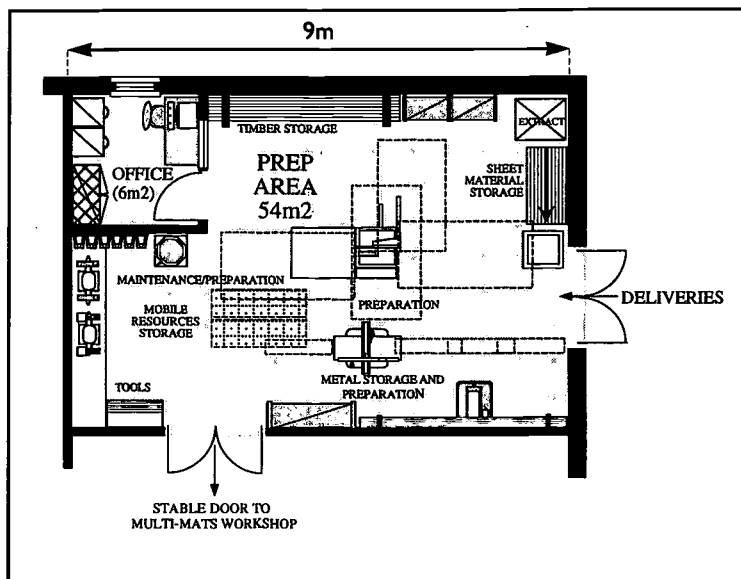 9m
TIMBER STORAGE
EXTRACT
OFFICE
(6m2)
PREP
AREA
54m2
SHEET
MATERIAL
STORAGE
MAINTENANCE/PREPARATION
MOBILE
RESOURCES
STORAGE
PREPARATION
DELIVERIES
METAL STORAGE AND
PREPARATION
TOOLS
STABLE DOOR TO
MULTI-MATS WORKSHOP